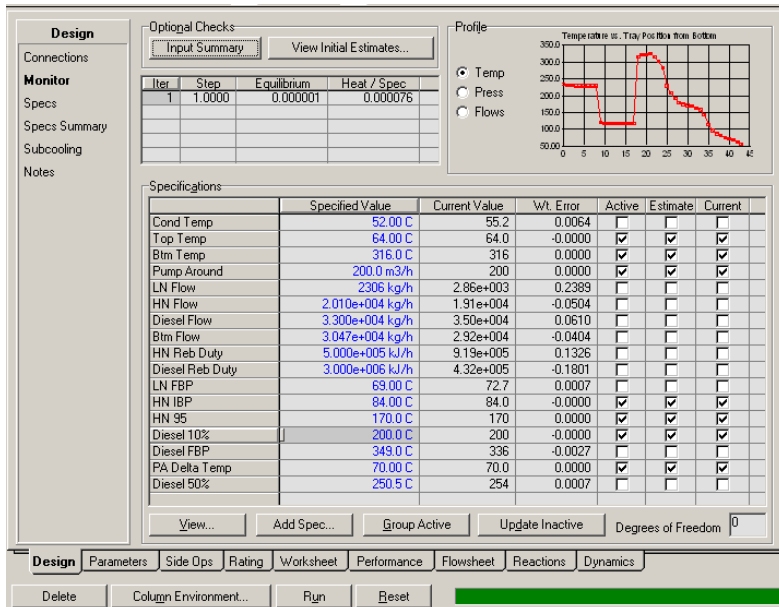 Design
Connections
Monitor
Specs
Specs Summary
Subcooling
Notes
Optional Checks
Input Summary
View Initial Estimates...
Iter Step Equilibrium Heat / Spec
1 1.0000 0.000001 0.000076
Profile
Temp
Press
Flows
Temperature vs. Tray Position from Bottom
350.0
300.0
250.0
200.0
150.0
100.0
50.00
0 5 10 15 20 25 30 35 40 45
Specifications
Specified Value Current Value Wt. Error Active Estimate Current
Cond Temp 52.00 C 55.2 0.0064
Top Temp 64.00 C 64.0 -0.0000
Btm Temp 316.0 C 316 0.0000
Pump Around 200.0 m3/h 200 0.0000
LN Flow 2306 kg/h 2.86e+003 0.2389
HN Flow 2.010e+004 kg/h 1.91e+004 -0.0504
Diesel Flow 3.300e+004 kg/h 3.50e+004 0.0610
Btm Flow 3.047e+004 kg/h 2.92e+004 -0.0404
HN Reb Duty 5.000e+005 kJ/h 9.19e+005 0.1326
Diesel Reb Duty 3.000e+006 kJ/h 4.32e+005 -0.1801
LN FBP 69.00 C 72.7 0.0007
HN IBP 84.00 C 84.0 -0.0000
HN 95 170.0 C 170 0.0000
Diesel 10% 200.0 C 200 -0.0000
Diesel FBP 349.0 C 336 -0.0027
PA Delta Temp 70.00 C 70.0 0.0000
Diesel 50% 250.5 C 254 0.0007
View...
Add Spec...
Group Active
Update Inactive
Degrees of Freedom 0
Design Parameters Side Ops Rating Worksheet Performance Flowsheet Reactions Dynamics
Delete
Column Environment...
Run
Reset